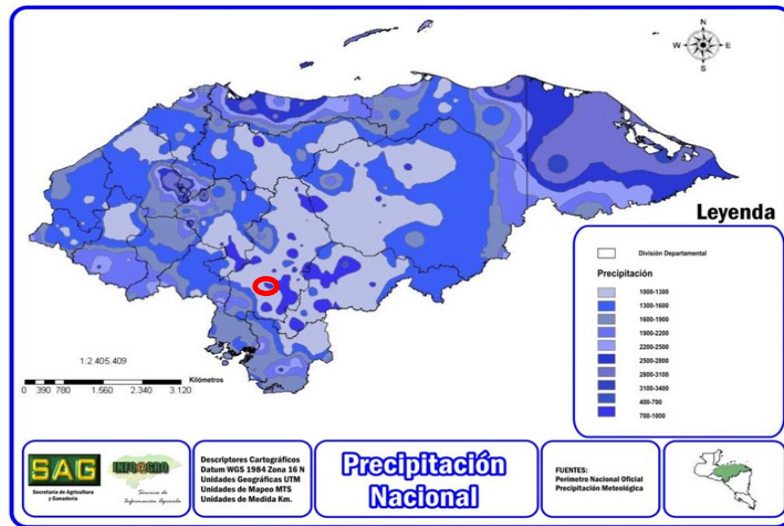 N
W E
S
Leyenda
División Departamental
Precipitación
1000-1300
1300-1600
1600-1900
1900-2200
2200-2500
2500-2800
2800-3100
3100-3400
400-700
700-1000
1:2.405.409
Kilómetros
0 390 780 1.560 2.340 3.120
SAG
Secretaria de Agricultura
y Ganadería
INFO@GRO
Servicio de
Información Agrícola
Descriptores Cartográficos
Datum WGS 1984 Zona 16 N
Unidades Geográficas UTM
Unidades de Mapeo MTS
Unidades de Medida Km.
Precipitación
Nacional
FUENTES:
Perímetro Nacional Oficial
Precipitación Meteológica